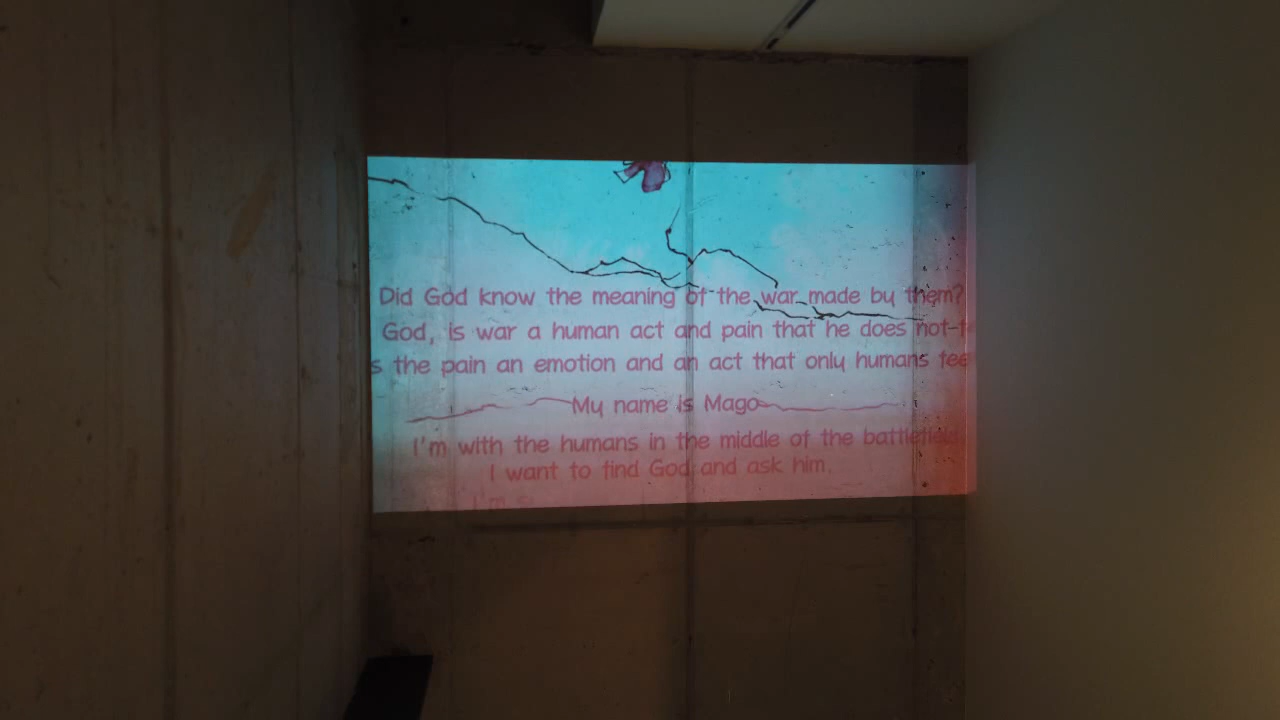 Did God know the meaning of the war made by them?
God, is war a human act and pain that he does not
the pain an emotion and an act that only humans
My name is Mago
I'm with the humans in the middle of the battlefield.
I want to find God and ask him.
I'm